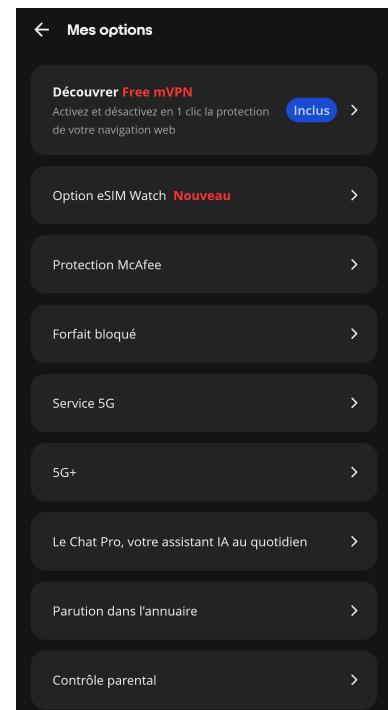 Mes options
Découvrer Free mVPN
Activez et désactivez en 1 clic la protection
de votre navigation web
Inclus
Option eSIM Watch Nouveau
Protection McAfee
Forfait bloqué
Service 5G
5G+
Le Chat Pro, votre assistant IA au quotidien
Parution dans l'annuaire
Contrôle parental